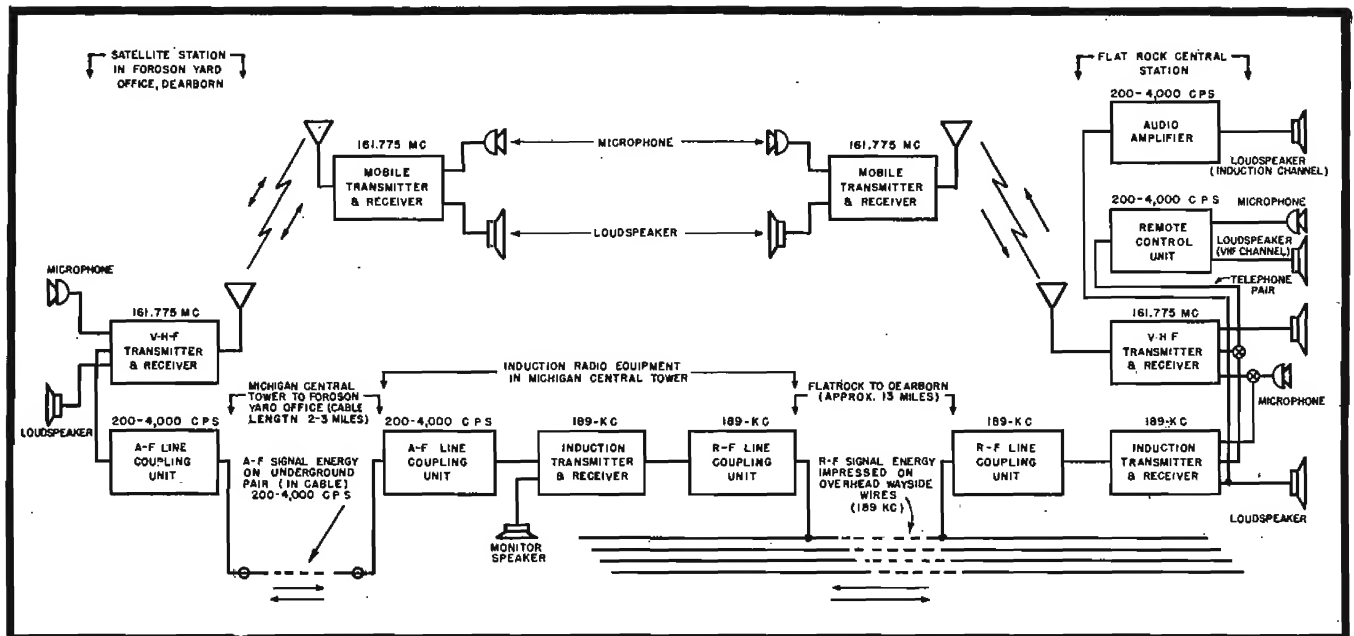 SATELLITE STATION
IN FOROSON YARD
OFFICE, DEARBORN
FLAT ROCK CENTRAL
STATION
200-4,000 CPS
AUDIO
AMPLIFIER
LOUDSPEAKER
(INDUCTION CHANNEL)
161.775 MC
MOBILE
TRANSMITTER
& RECEIVER
MICROPHONE
LOUDSPEAKER
161.775 MC
MOBILE
TRANSMITTER
& RECEIVER
200-4,000 CPS
REMOTE
CONTROL
UNIT
MICROPHONE
LOUDSPEAKER
(VHF CHANNEL)
TELEPHONE
PAIR
MICROPHONE
161.775 MC
V-H-F
TRANSMITTER
& RECEIVER
LOUDSPEAKER
161.775 MC
V-H-F
TRANSMITTER
& RECEIVER
MICROPHONE
INDUCTION RADIO EQUIPMENT
IN MICHIGAN CENTRAL TOWER
MICHIGAN CENTRAL
TOWER TO FOROSON
YARD OFFICE (CABLE
LENGTH 2-3 MILES)
FLATROCK TO DEARBORN
(APPROX. 13 MILES)
200-4,000 CPS
A-F LINE
COUPLING
UNIT
A-F SIGNAL ENERGY
ON UNDERGROUND
PAIR (IN CABLE)
200-4,000 CPS
200-4,000 CPS
A-F LINE
COUPLING
UNIT
189-KC
INDUCTION
TRANSMITTER
& RECEIVER
MONITOR
SPEAKER
189-KC
R-F LINE
COUPLING
UNIT
R-F SIGNAL ENERGY
IMPRESSED ON
OVERHEAD WAYSIDE
WIRES
(189 KC)
189-KC
R-F LINE
COUPLING
UNIT
189-KC
INDUCTION
TRANSMITTER
& RECEIVER
LOUDSPEAKER